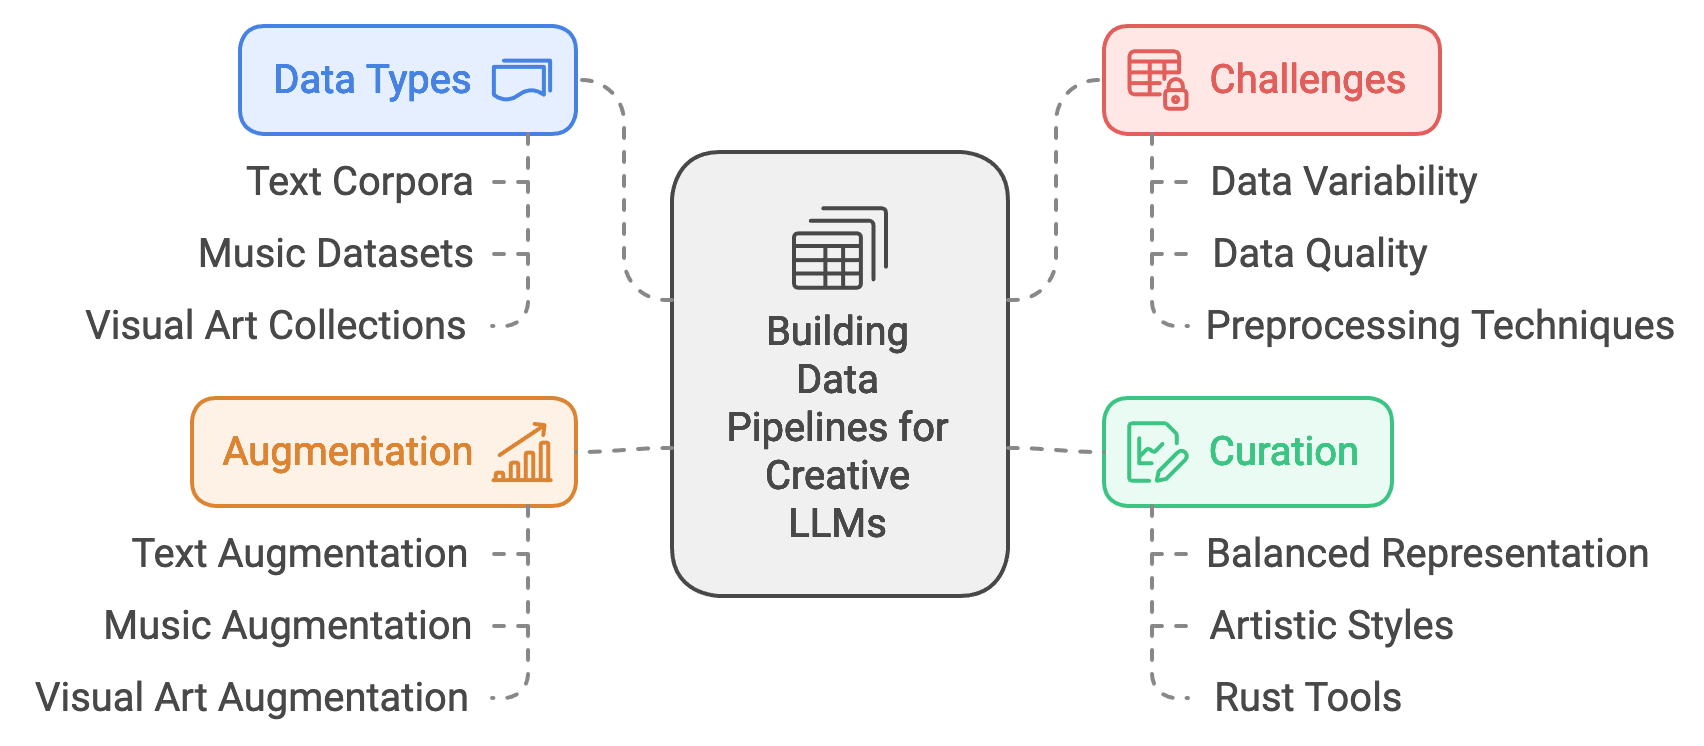 Data Types
Text Corpora
Music Datasets
Visual Art Collections
Augmentation
Text Augmentation
Music Augmentation
Visual Art Augmentation
Building
Data
Pipelines for
Creative
LLMs
Challenges
Data Variability
Data Quality
Preprocessing Techniques
Curation
Balanced Representation
Artistic Styles
Rust Tools